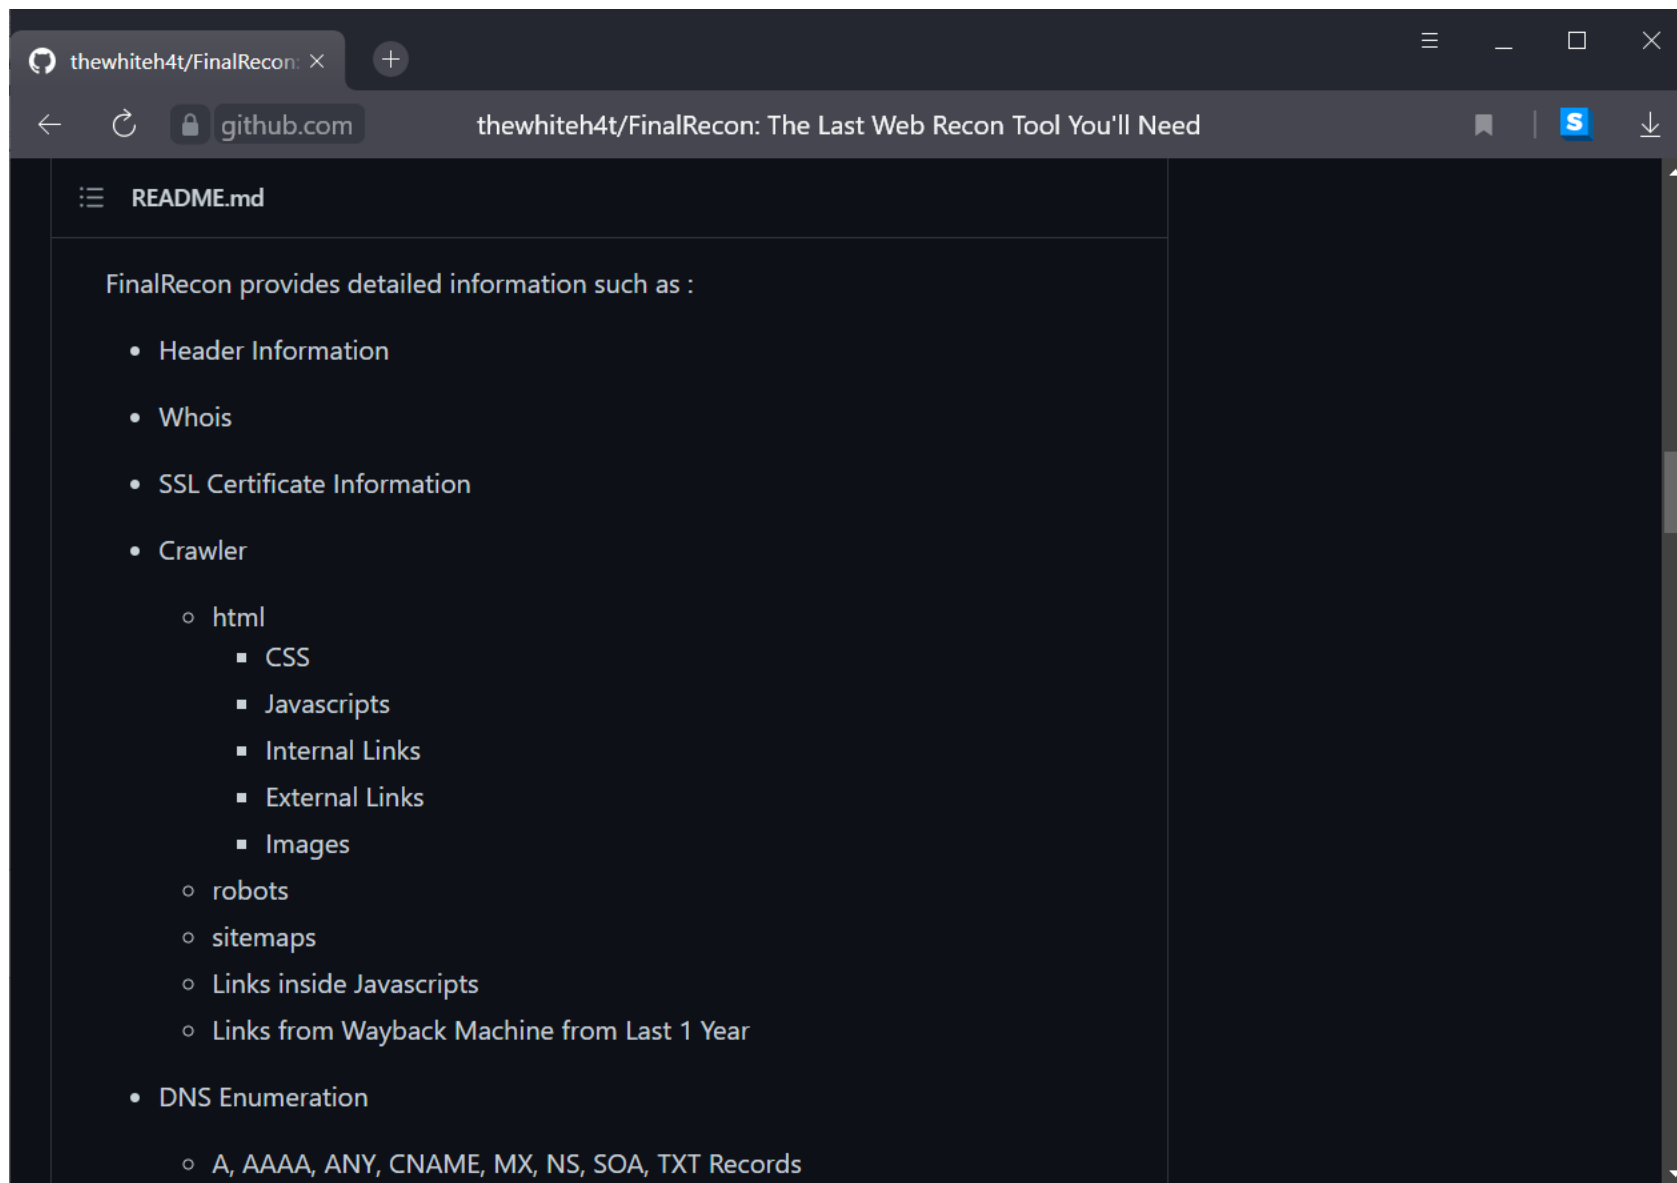 thewhiteh4t/FinalRecon:
github.com
thewhiteh4t/FinalRecon: The Last Web Recon Tool You'll Need
S
README.md
FinalRecon provides detailed information such as :
Header Information
Whois
SSL Certificate Information
Crawler
html
CSS
Javascripts
Internal Links
External Links
Images
robots
sitemaps
Links inside Javascripts
Links from Wayback Machine from Last 1 Year
DNS Enumeration
A, AAAA, ANY, CNAME, MX, NS, SOA, TXT Records